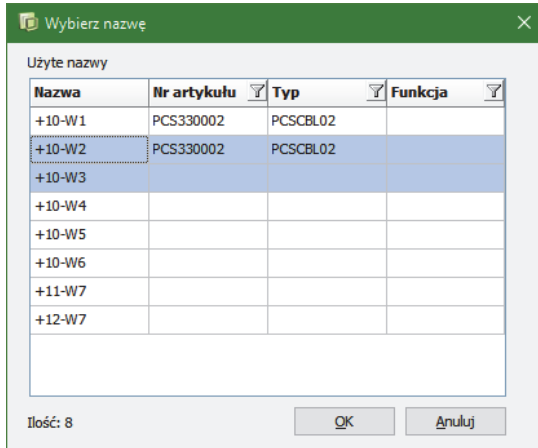 Wybierz nazwę
Użyte nazwy
Nazwa Nr artykułu Typ Funkcja
+10-W1 PCS330002 PCSCBL02
+10-W2 PCS330002 PCSCBL02
+10-W3
+10-W4
+10-W5
+10-W6
+11-W7
+12-W7
Ilość: 8 OK Anuluj